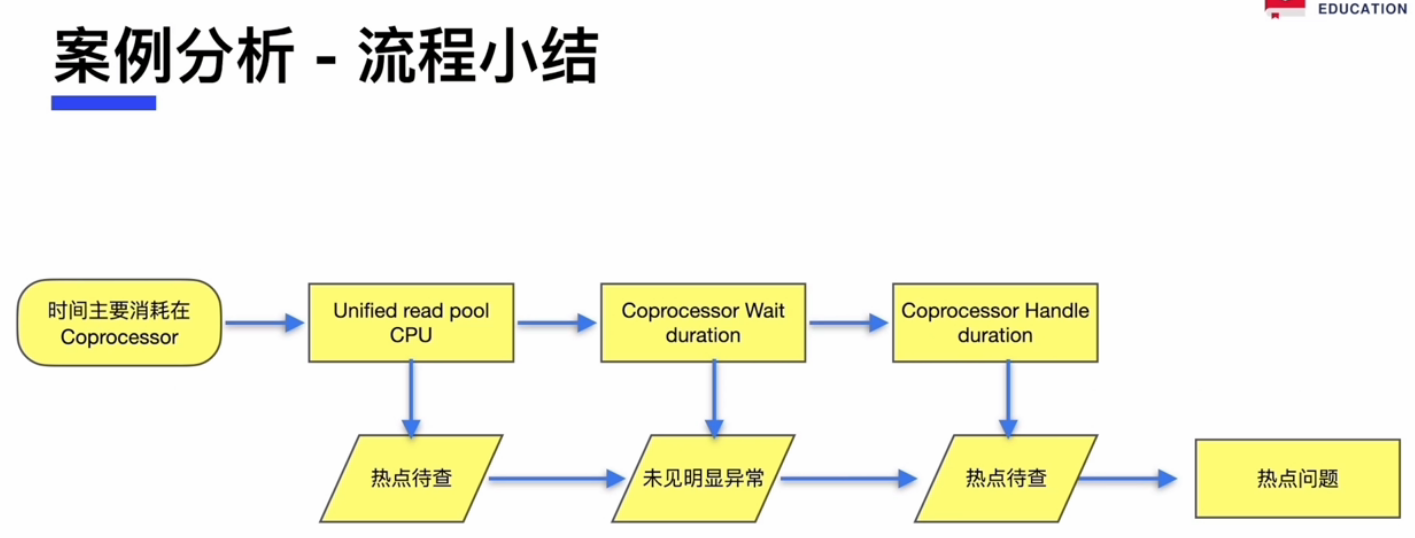 EDUCATION
案例分析 - 流程小结
时间主要消耗在
Coprocessor
Unified read pool
CPU
Coprocessor Wait
duration
Coprocessor Handle
duration
热点待查
未见明显异常
热点待查
热点问题